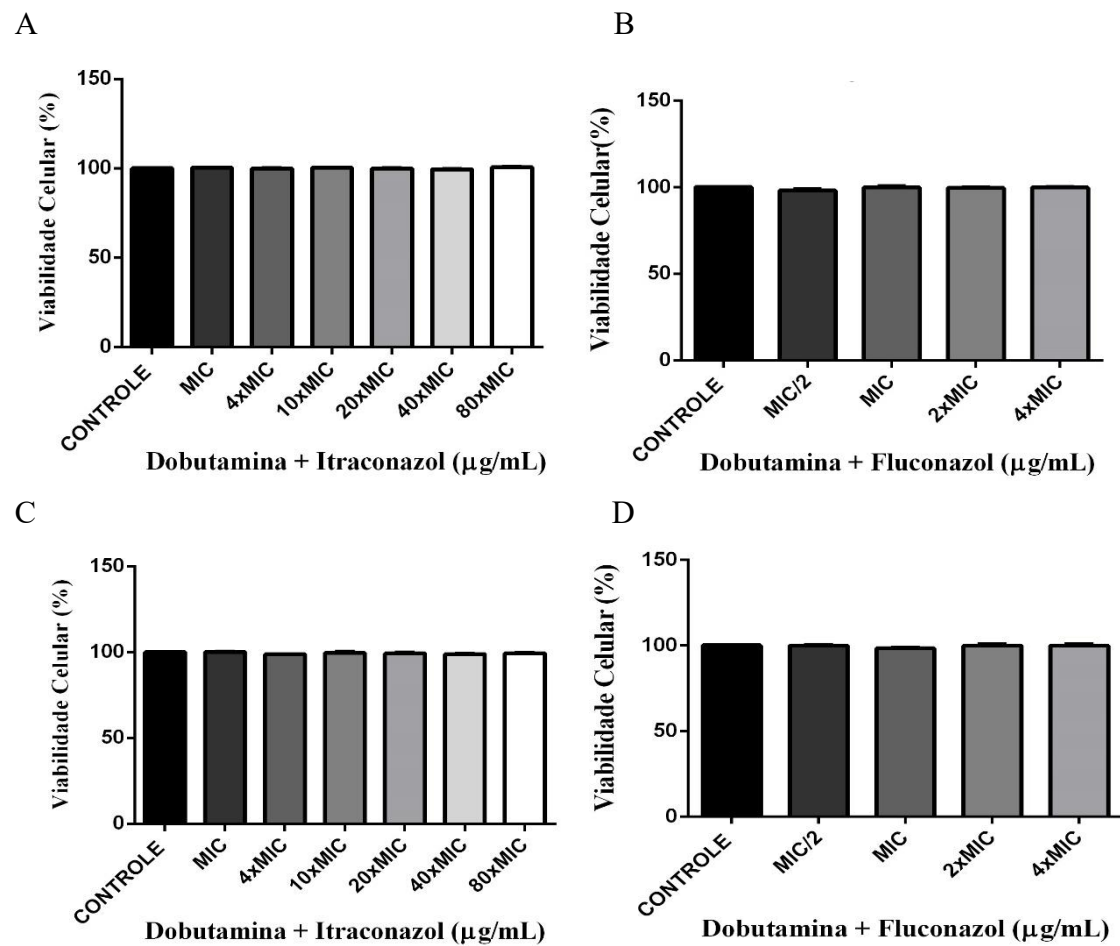 A
Viabilidade Celular (%)
150
100
50
0
CONTROLE
MIC
4xMIC
10xMIC
20xMIC
40xMIC
80xMIC
Dobutamina + Itraconazol (µg/mL)
B
Viabilidade Celular(%)
150
100
50
0
CONTROLE
MIC/2
MIC
2xMIC
4xMIC
Dobutamina + Fluconazol (µg/mL)
C
Viabilidade Celular (%)
150
100
50
0
CONTROLE
MIC
4xMIC
10xMIC
20xMIC
40xMIC
80xMIC
Dobutamina + Itraconazol (µg/mL)
D
Viabilidade Celular (%)
150
100
50
0
CONTROLE
MIC/2
MIC
2xMIC
4xMIC
Dobutamina + Fluconazol (µg/mL)